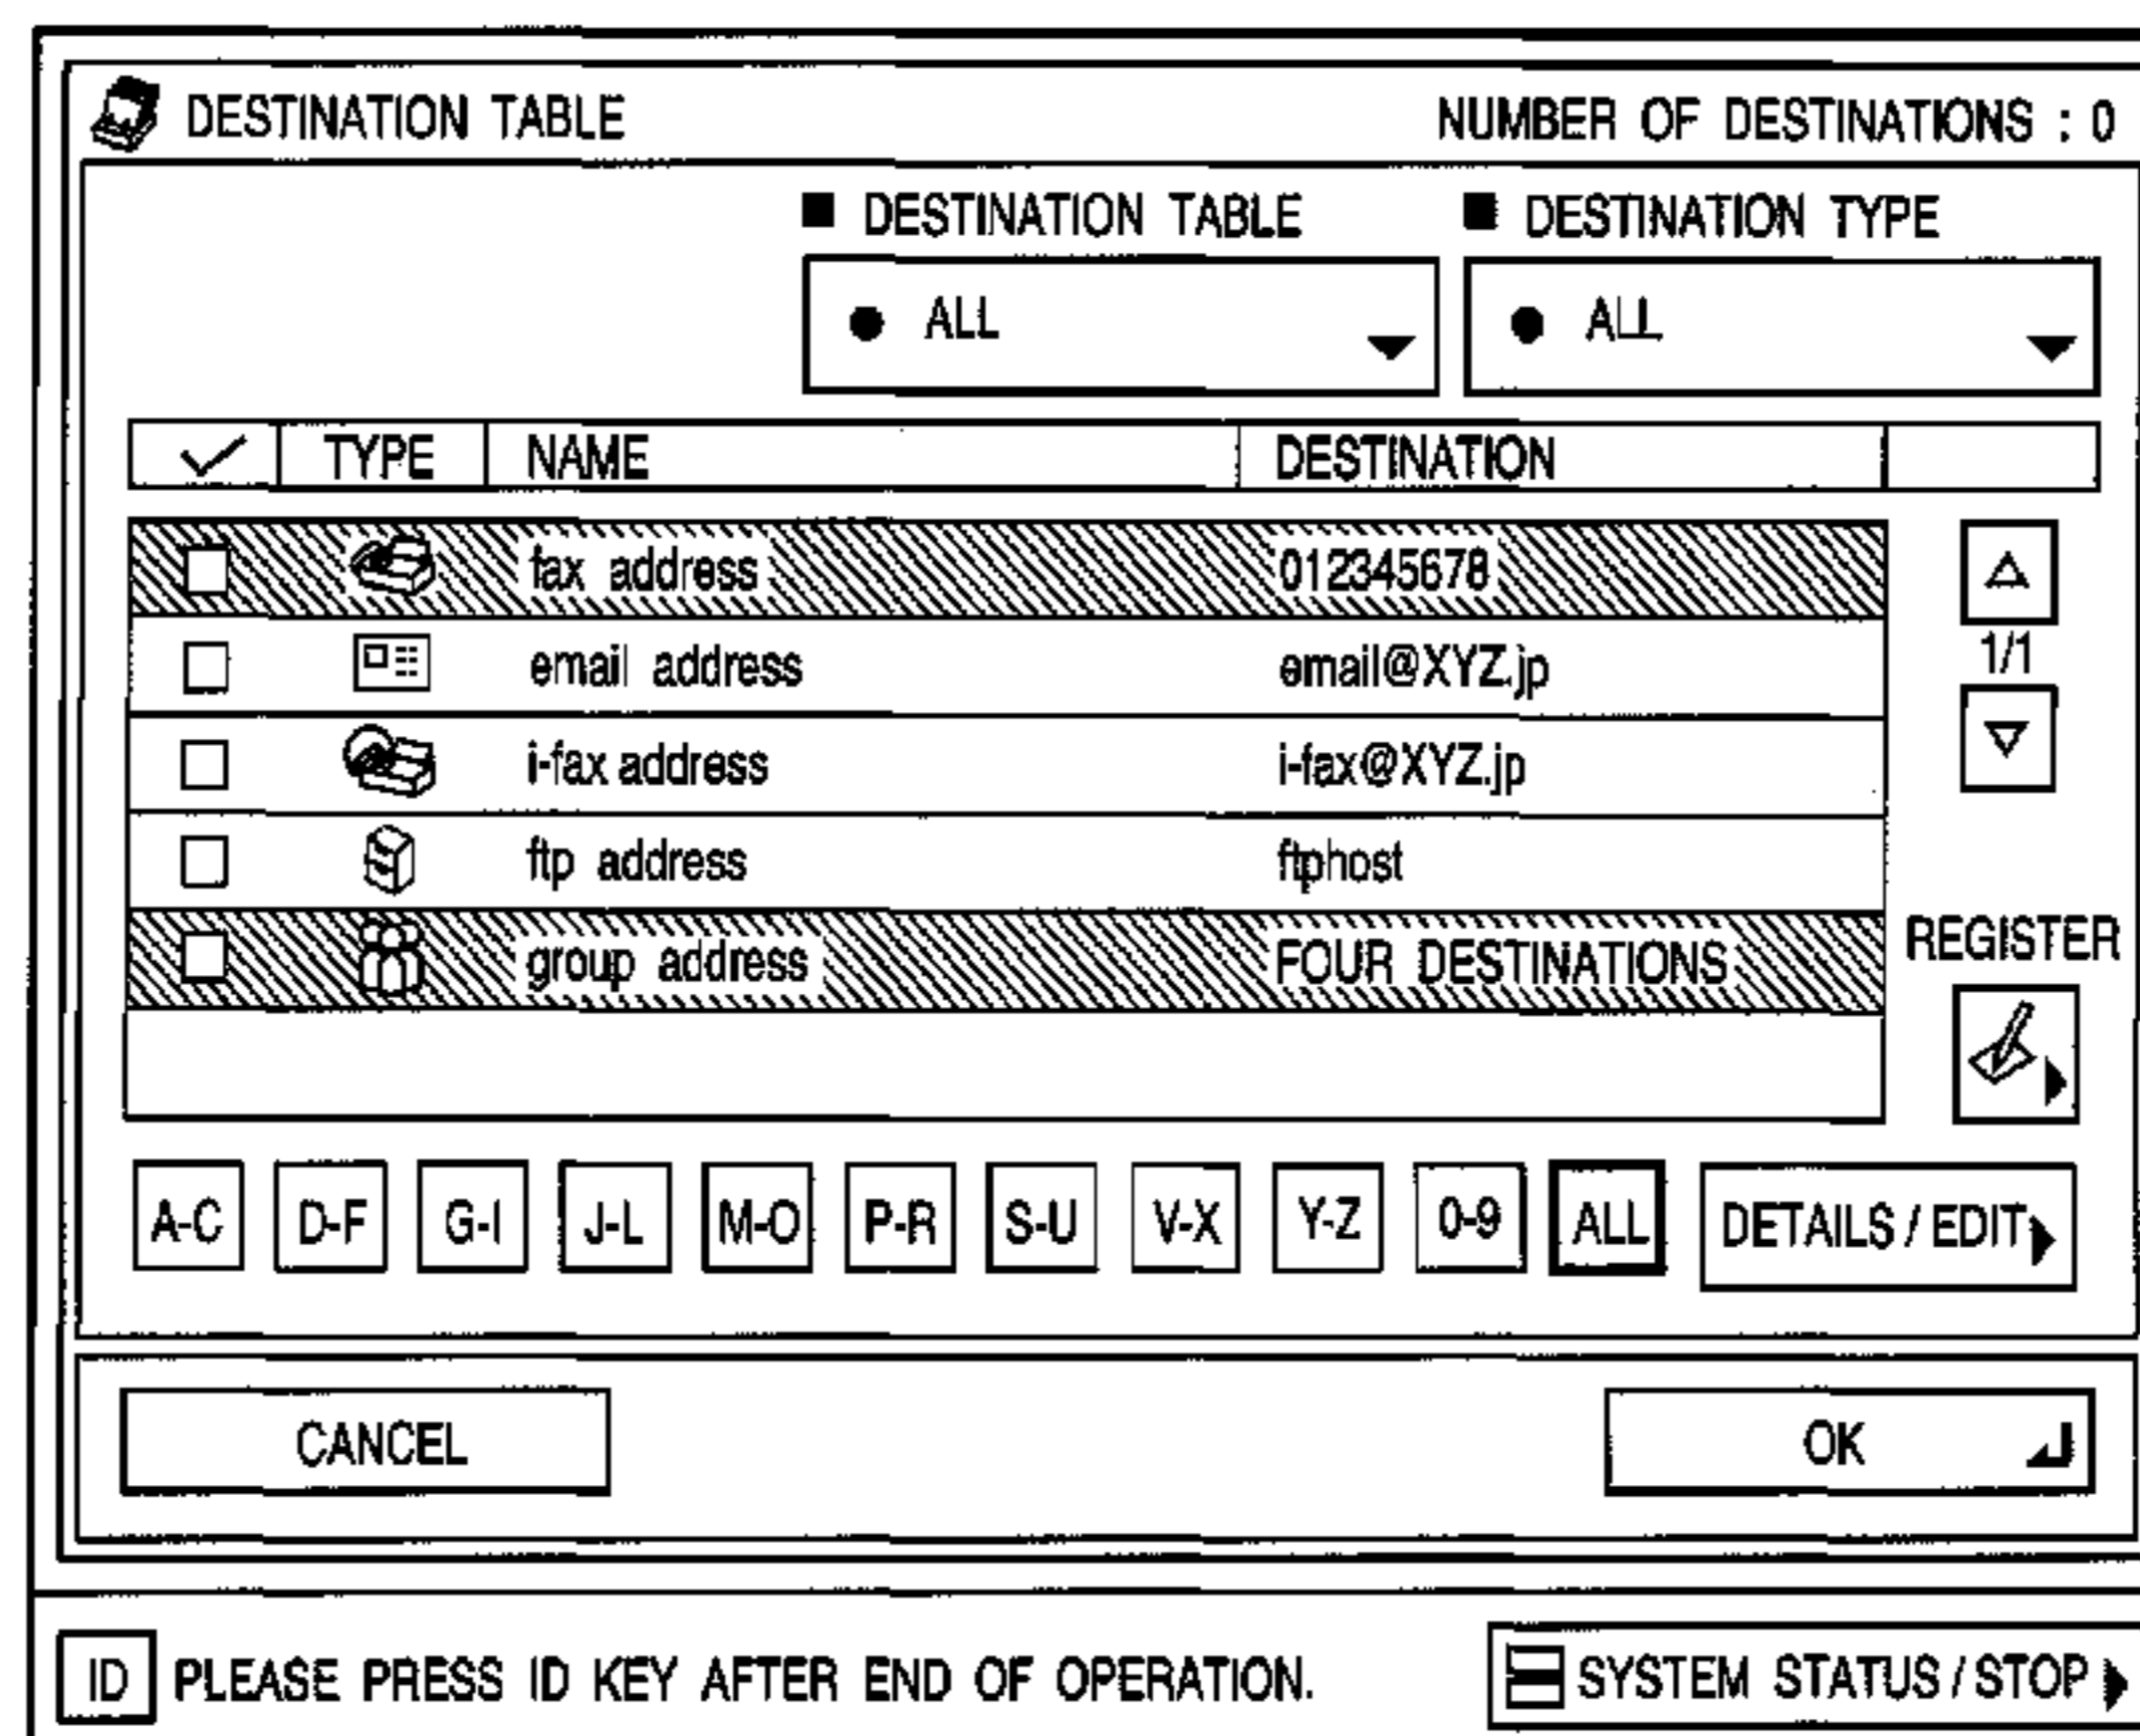 DESTINATION TABLE NUMBER OF DESTINATIONS : 0
■ DESTINATION TABLE ■ DESTINATION TYPE
● ALL ● ALL
✓ TYPE NAME DESTINATION
fax address 012345678
1/1
email address email@XYZ.jp
i-fax address i-fax@XYZ.jp
ftp address ftphost
REGISTER
group address FOUR DESTINATIONS
A-C D-F G-I J-L M-O P-R S-U V-X Y-Z 0-9 ALL DETAILS / EDIT
CANCEL OK
ID PLEASE PRESS ID KEY AFTER END OF OPERATION. SYSTEM STATUS / STOP